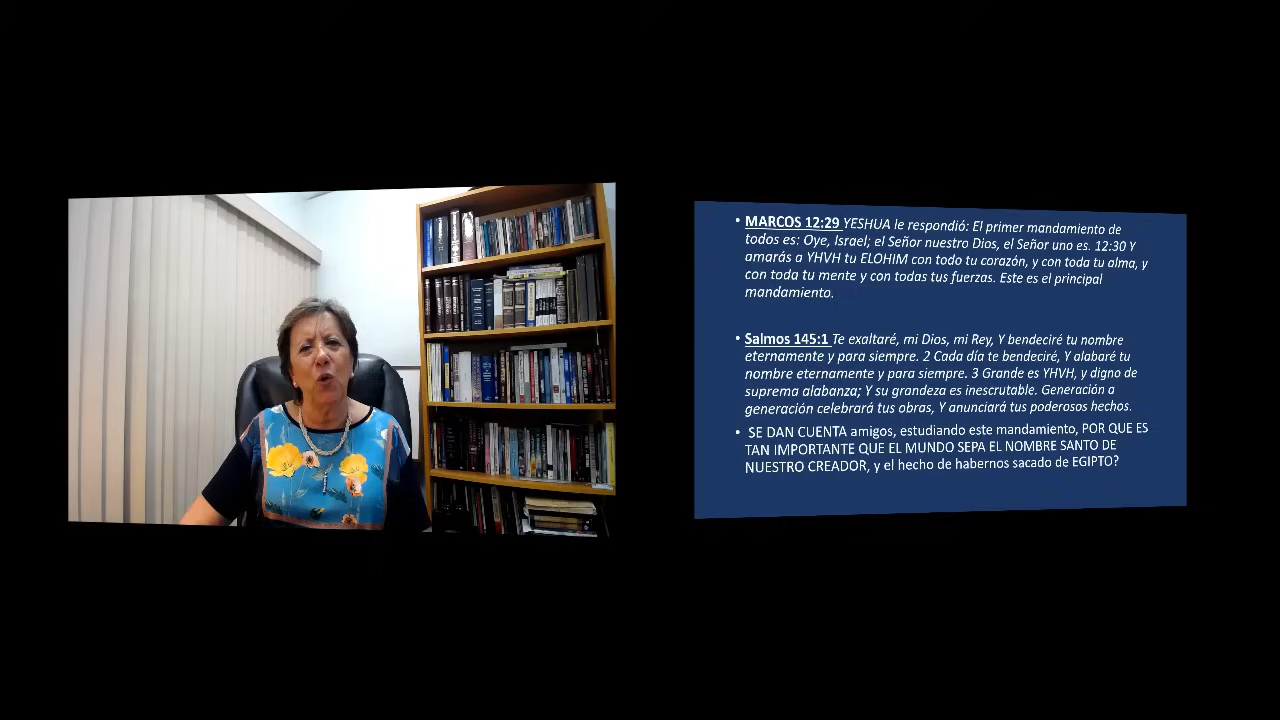 • MARCOS 12:29 YESHUA le respondió: El primer mandamiento de
todos es: Oye, Israel; el Señor nuestro Dios, el Señor uno es. 12:30 Y
amarás a YHVH tu ELOHIM con todo tu corazón, y con toda tu alma, y
con toda tu mente y con todas tus fuerzas. Este es el principal
mandamiento.
• Salmos 145:1 Te exaltaré, mi Dios, mi Rey, Y bendeciré tu nombre
eternamente y para siempre. 2 Cada día te bendeciré, Y alabaré tu
nombre eternamente y para siempre. 3 Grande es YHVH, y digno de
suprema alabanza; Y su grandeza es inescrutable. Generación a
generación celebrará tus obras, Y anunciará tus poderosos hechos.
• SE DAN CUENTA amigos, estudiando este mandamiento, POR QUE ES
TAN IMPORTANTE QUE EL MUNDO SEPA EL NOMBRE SANTO DE
NUESTRO CREADOR, y el hecho de habernos sacado de EGIPTO?